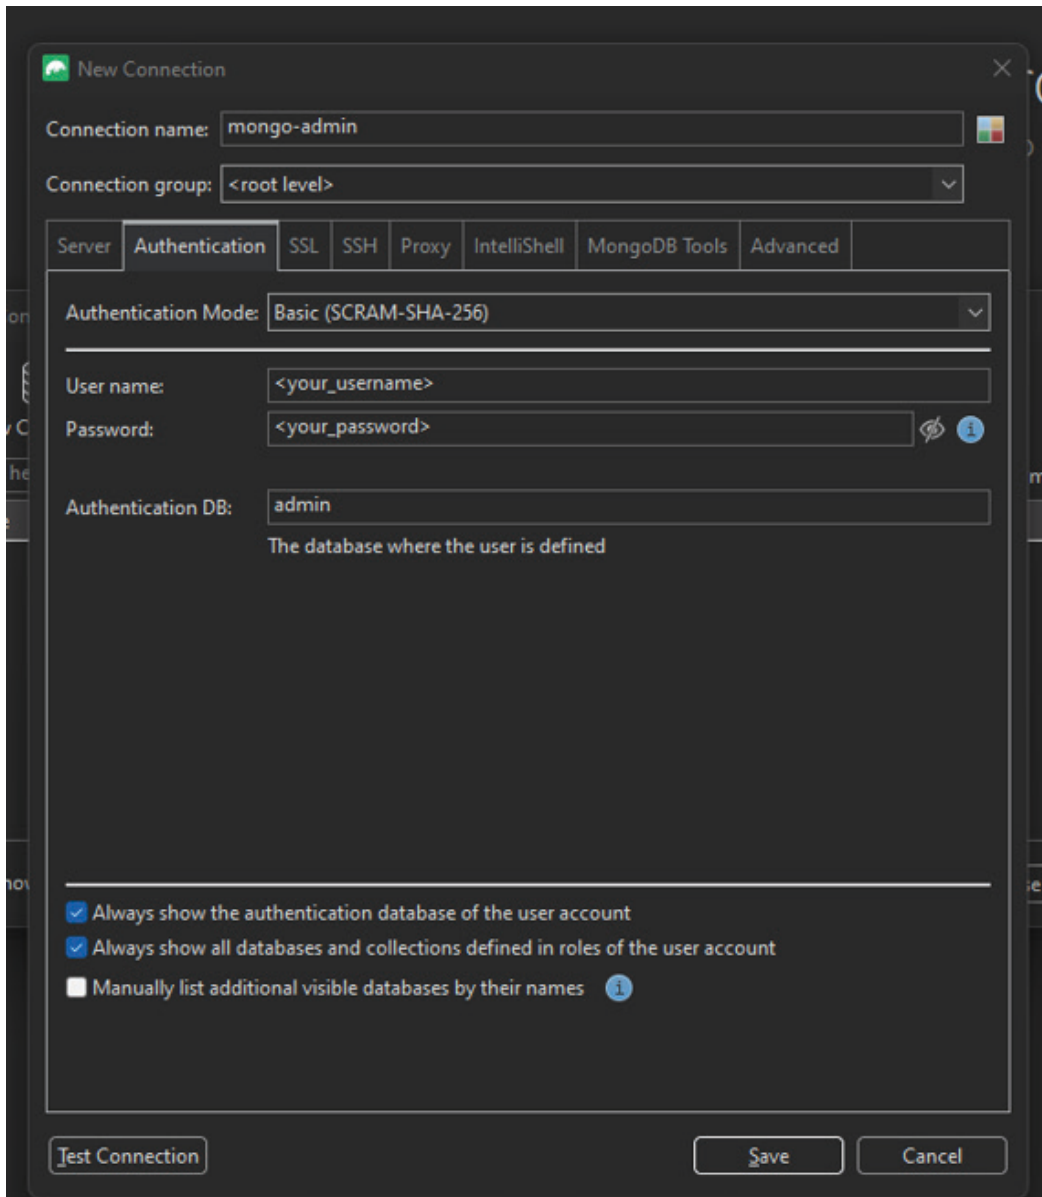 New Connection
Connection name: mongo-admin
Connection group: <root level>
Server Authentication SSL SSH Proxy IntelliShell MongoDB Tools Advanced
Authentication Mode: Basic (SCRAM-SHA-256)
User name: <your_username>
Password: <your_password>
Authentication DB: admin
The database where the user is defined
Always show the authentication database of the user account
Always show all databases and collections defined in roles of the user account
Manually list additional visible databases by their names
Test Connection Save Cancel